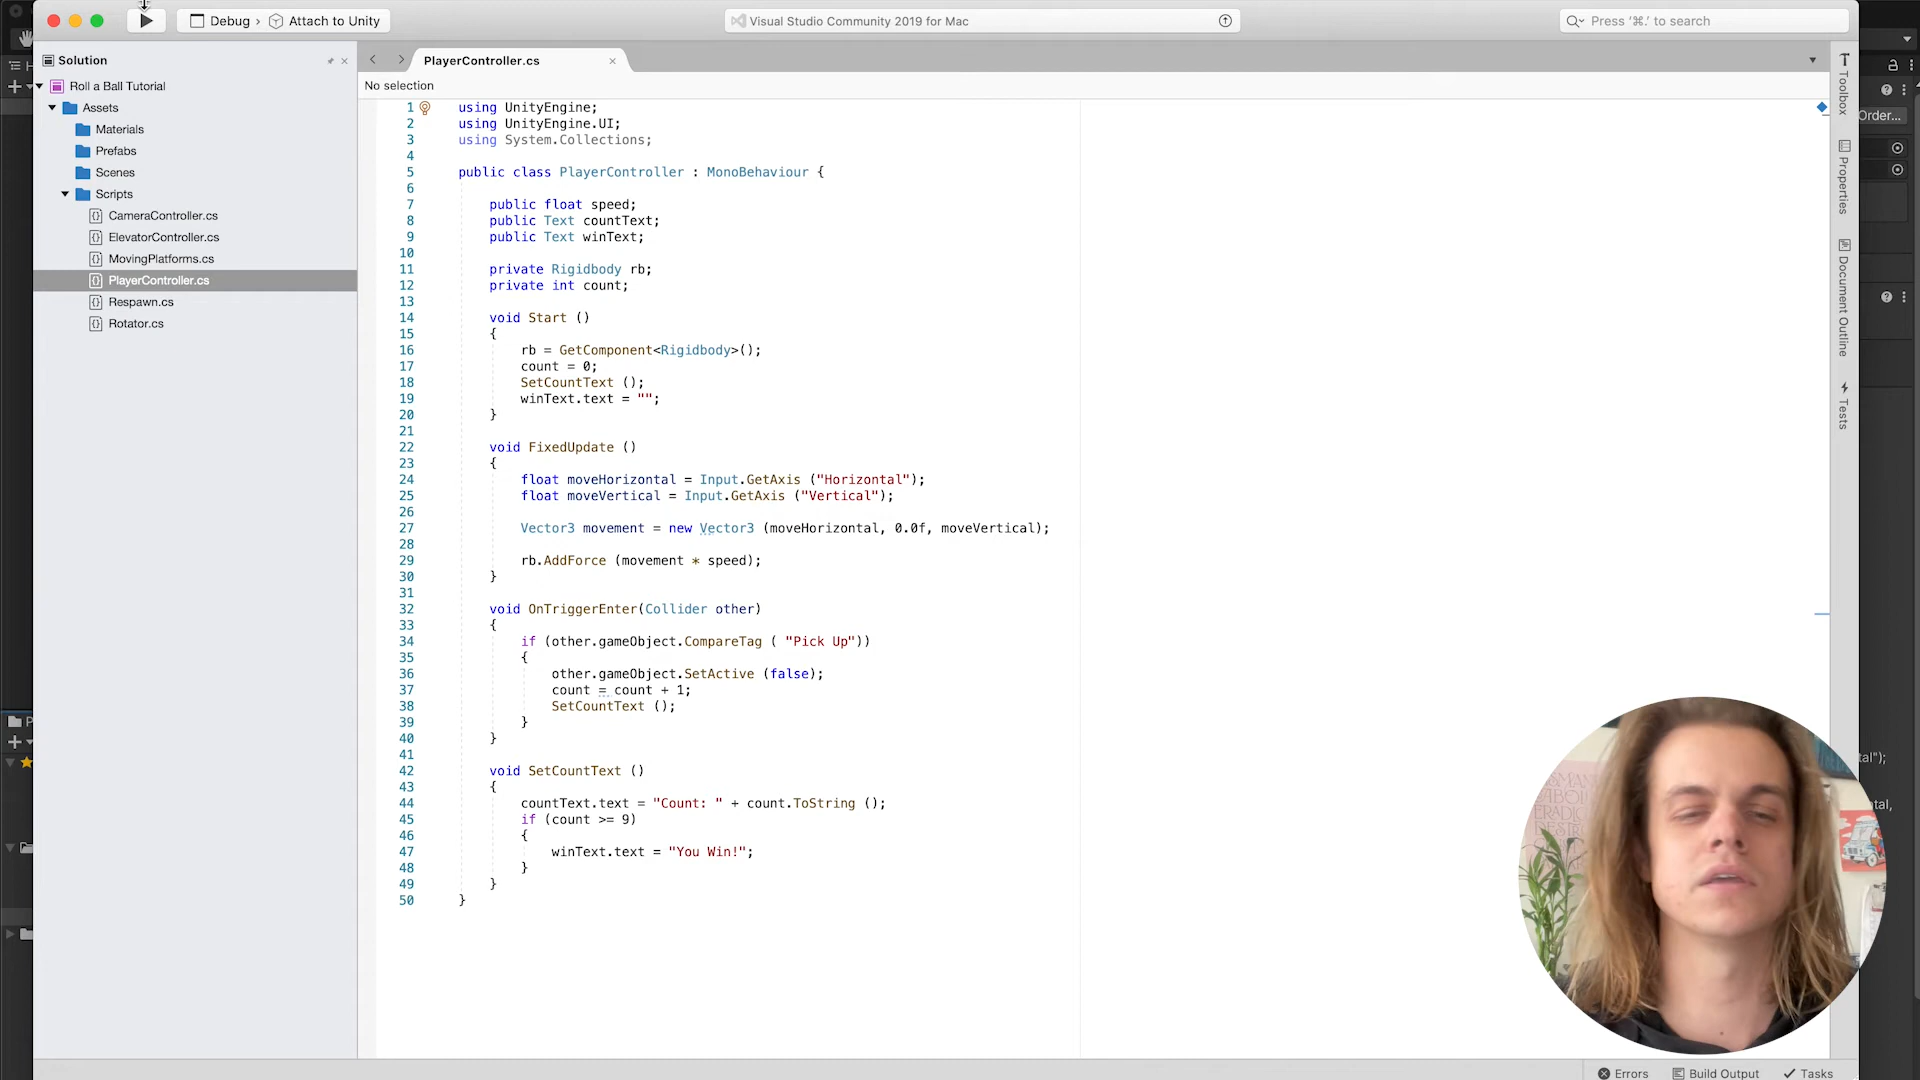 Debug › Attach to Unity
Visual Studio Community 2019 for Mac
Press '⌘.' to search
Solution
PlayerController.cs
No selection
Roll a Ball Tutorial
Assets
Materials
Prefabs
Scenes
Scripts
CameraController.cs
ElevatorController.cs
MovingPlatforms.cs
PlayerController.cs
Respawn.cs
Rotator.cs
1 using UnityEngine;
2 using UnityEngine.UI;
3 using System.Collections;
4
5 public class PlayerController : MonoBehaviour {
6
7 public float speed;
8 public Text countText;
9 public Text winText;
10
11 private Rigidbody rb;
12 private int count;
13
14 void Start ()
15 {
16 rb = GetComponent<Rigidbody>();
17 count = 0;
18 SetCountText ();
19 winText.text = "";
20 }
21
22 void FixedUpdate ()
23 {
24 float moveHorizontal = Input.GetAxis ("Horizontal");
25 float moveVertical = Input.GetAxis ("Vertical");
26
27 Vector3 movement = new Vector3 (moveHorizontal, 0.0f, moveVertical);
28
29 rb.AddForce (movement * speed);
30 }
31
32 void OnTriggerEnter(Collider other)
33 {
34 if (other.gameObject.CompareTag ( "Pick Up"))
35 {
36 other.gameObject.SetActive (false);
37 count = count + 1;
38 SetCountText ();
39 }
40 }
41
42 void SetCountText ()
43 {
44 countText.text = "Count: " + count.ToString ();
45 if (count >= 9)
46 {
47 winText.text = "You Win!";
48 }
49 }
50 }
Toolbox
Properties
Document Outline
Tests
Order...
tal");
tal,
Errors
Build Output
Tasks